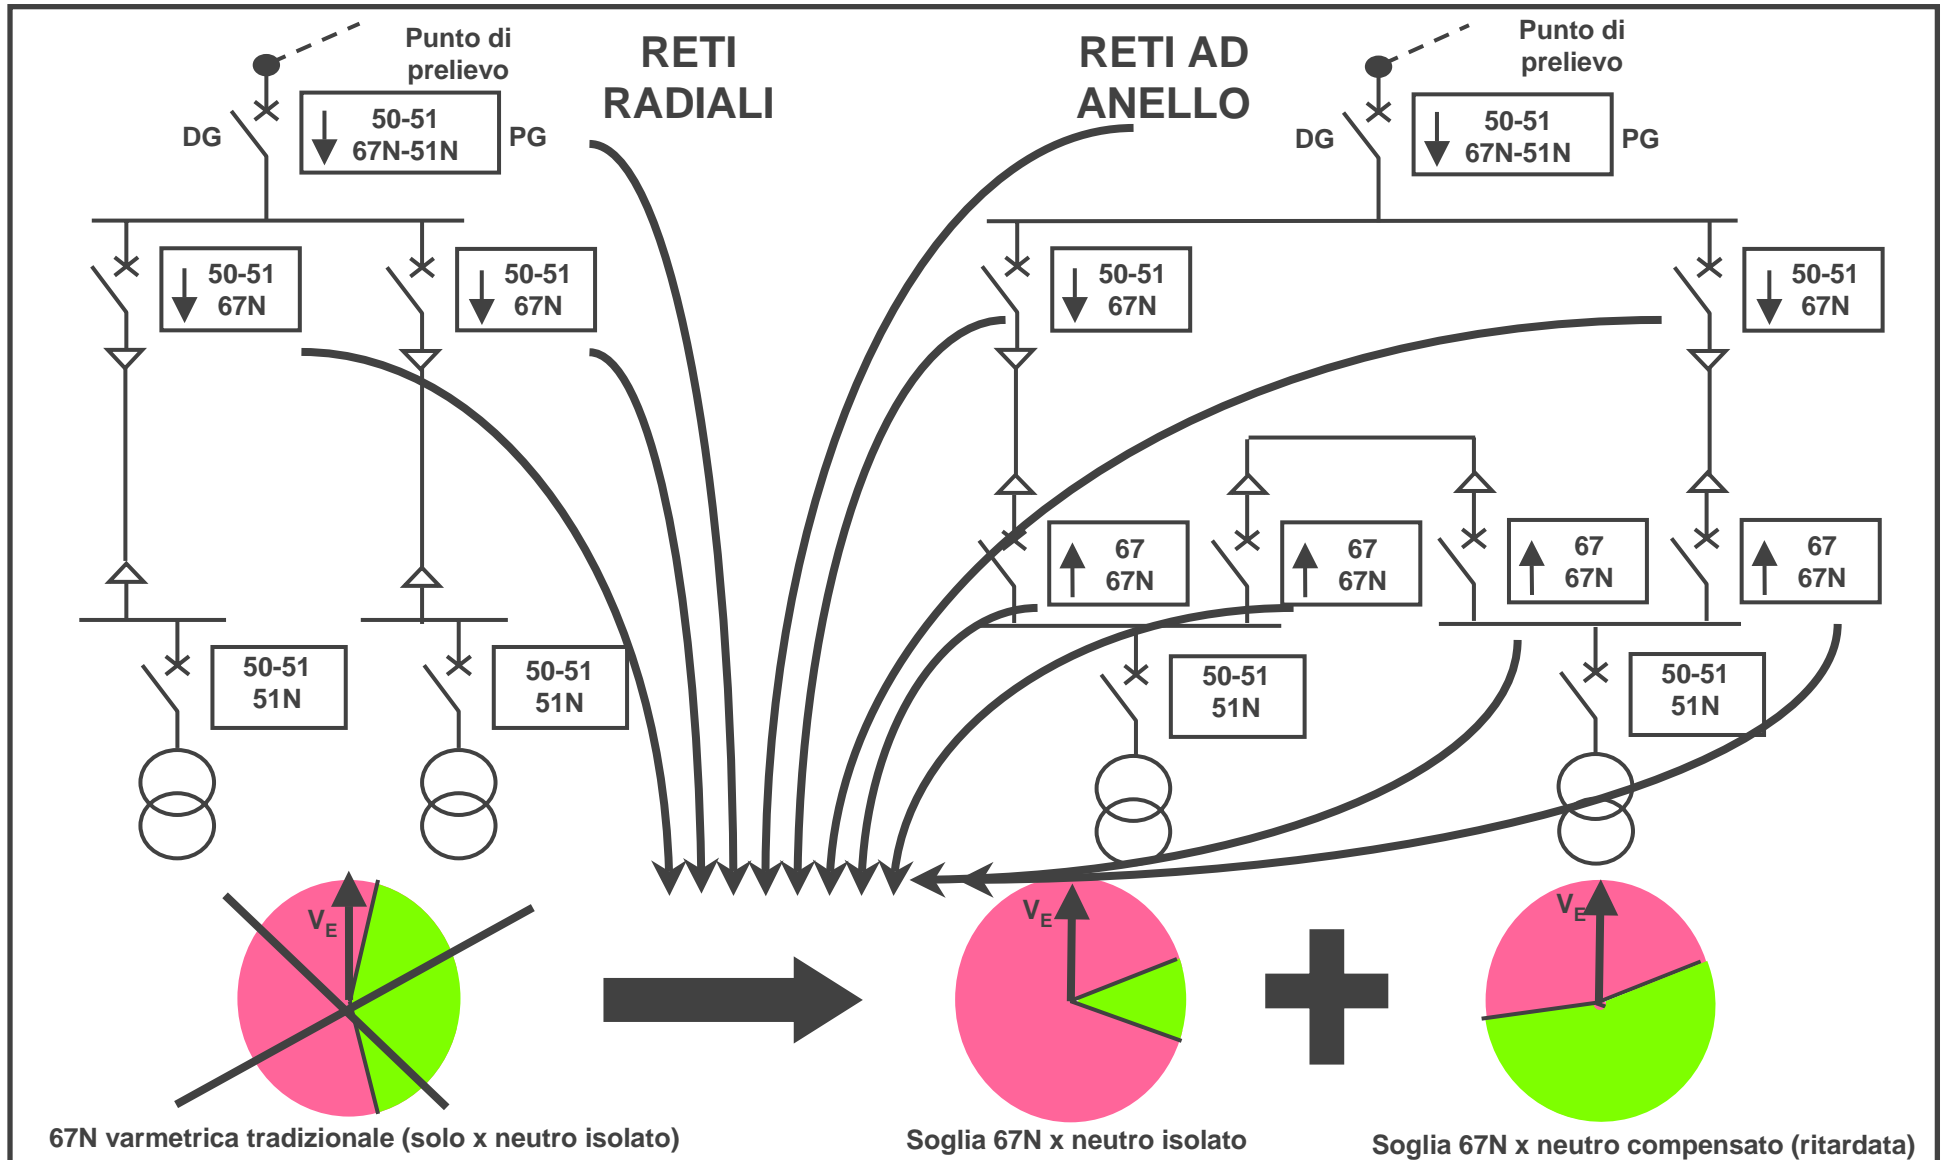 Punto di
prelievo
RETI
RADIALI
RETI AD
ANELLO
Punto di
prelievo
DG
50-51
67N-51N
PG
DG
50-51
67N-51N
PG
50-51
67N
50-51
67N
50-51
67N
50-51
67N
67
67N
67
67N
67
67N
67
67N
50-51
51N
50-51
51N
50-51
51N
50-51
51N
VE
VE
VE
67N varmetrica tradizionale (solo x neutro isolato)
Soglia 67N x neutro isolato
Soglia 67N x neutro compensato (ritardata)